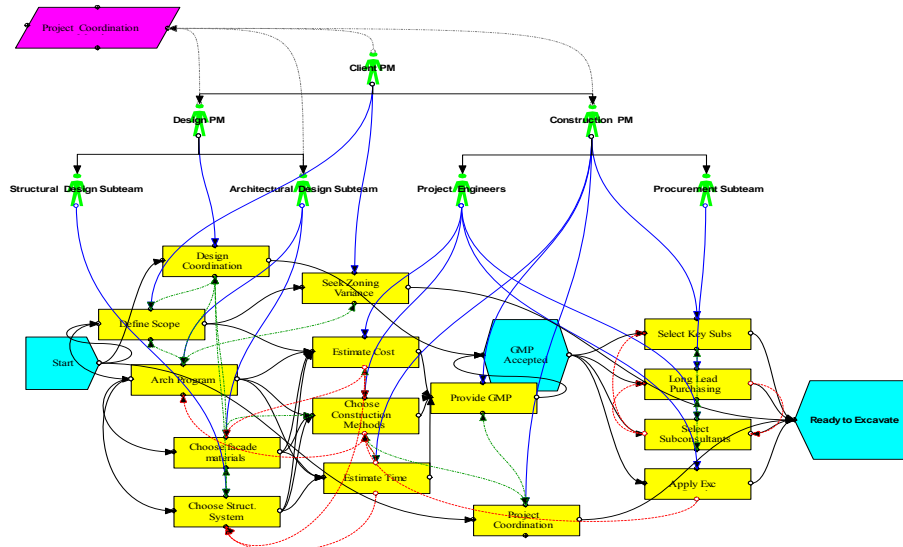 Project Coordination
Client PM
Design PM
Construction PM
Structural Design Subteam
Architectural Design Subteam
Project Engineers
Procurement Subteam
Design
Coordination
Seek Zoning
Variance
Define Scope
Select Key Subs
Start
Estimate Cost
GMP
Accepted
Arch Program
Long Lead
Purchasing
Provide GMP
Choose
Construction
Methods
Ready to Excavate
Select
Subconsultants
Choose facade
materials
Estimate Time
Apply Exc
Choose Struct.
System
Project
Coordination